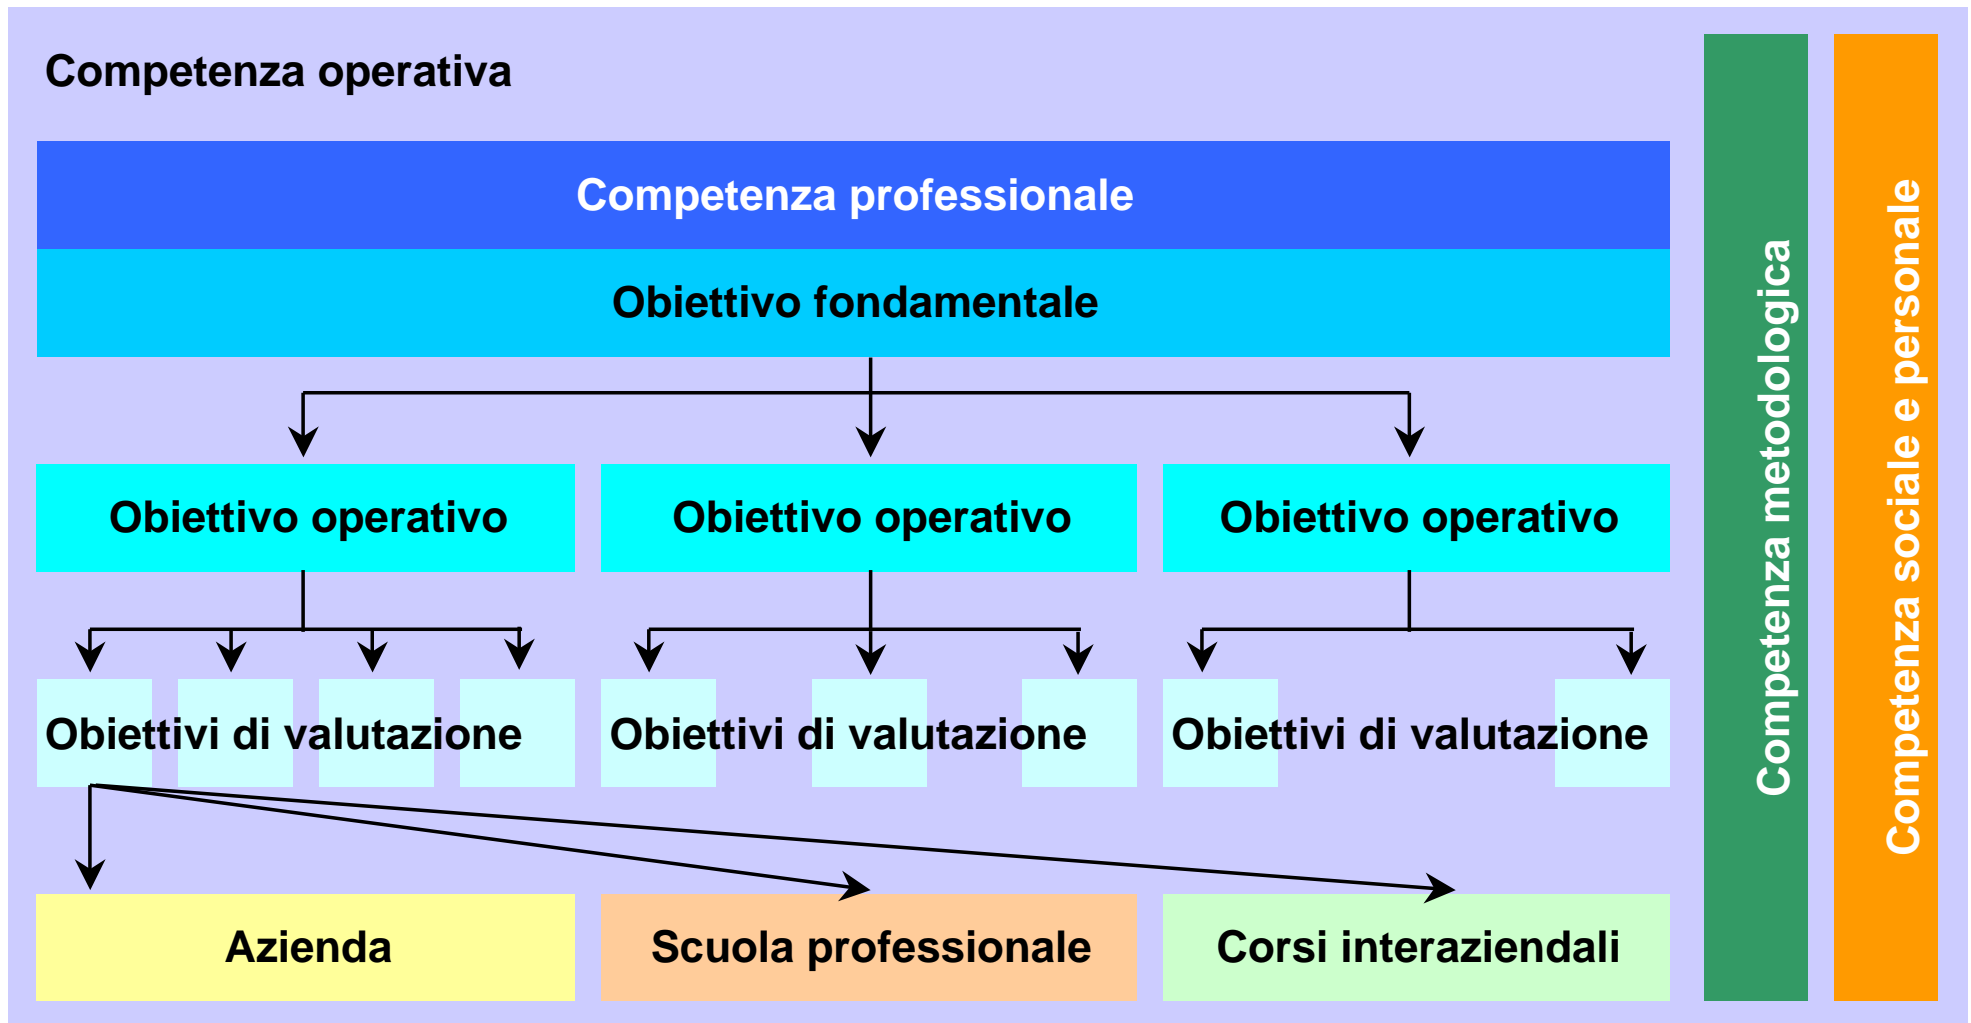 Competenza operativa
Competenza professionale
Obiettivo fondamentale
Obiettivo operativo
Obiettivo operativo
Obiettivo operativo
Obiettivi di valutazione
Obiettivi di valutazione
Obiettivi di valutazione
Azienda
Scuola professionale
Corsi interaziendali
Competenza metodologica
Competenza sociale e personale